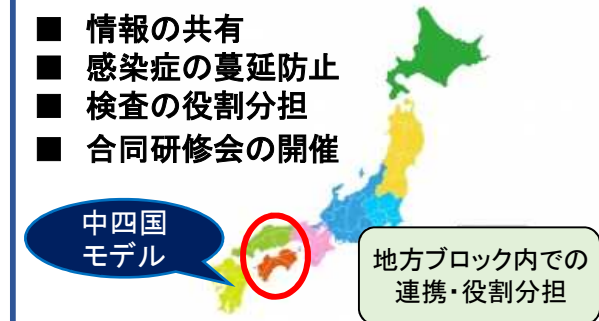 ■ 情報の共有
■ 感染症の蔓延防止
■ 検査の役割分担
■ 合同研修会の開催
中四国
モデル
地方ブロック内での
連携・役割分担